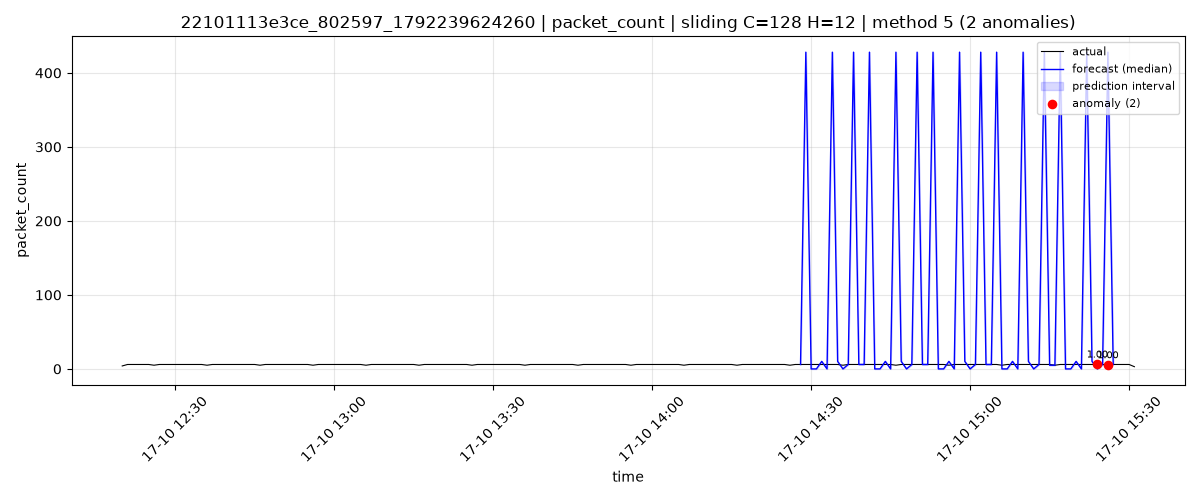 22101113e3ce_802597_1792239624260 | packet_count | sliding C=128 H=12 | method 5 (2 anomalies)
actual
forecast (median)
prediction interval
anomaly (2)
400
300
200
100
0
packet_count
17-10 12:30
17-10 13:00
17-10 13:30
17-10 14:00
17-10 14:30
17-10 15:00
17-10 15:30
time